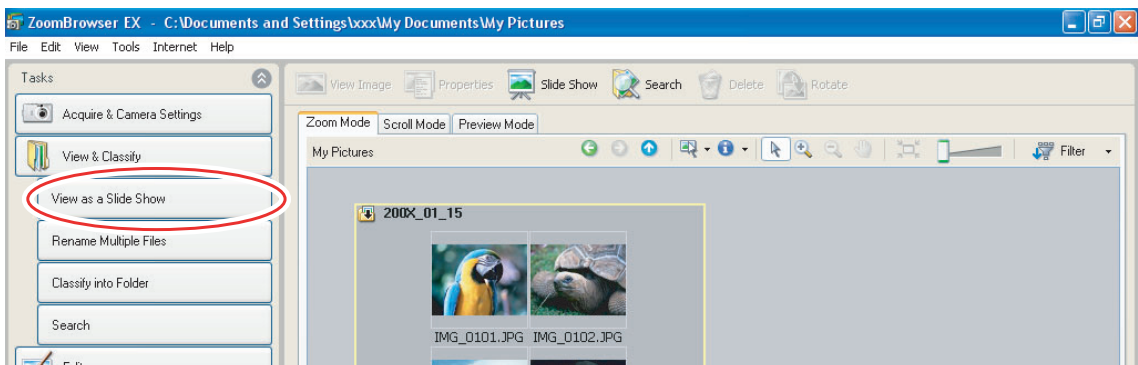 ZoomBrowser EX - C:\Documents and Settings\xxx\My Documents\My Pictures
File Edit View Tools Internet Help
Tasks
View Image Properties Slide Show Search Delete Rotate
Acquire & Camera Settings
Zoom Mode Scroll Mode Preview Mode
View & Classify
My Pictures
Filter
View as a Slide Show
200X_01_15
Rename Multiple Files
Classify into Folder
Search
IMG_0101.JPG IMG_0102.JPG